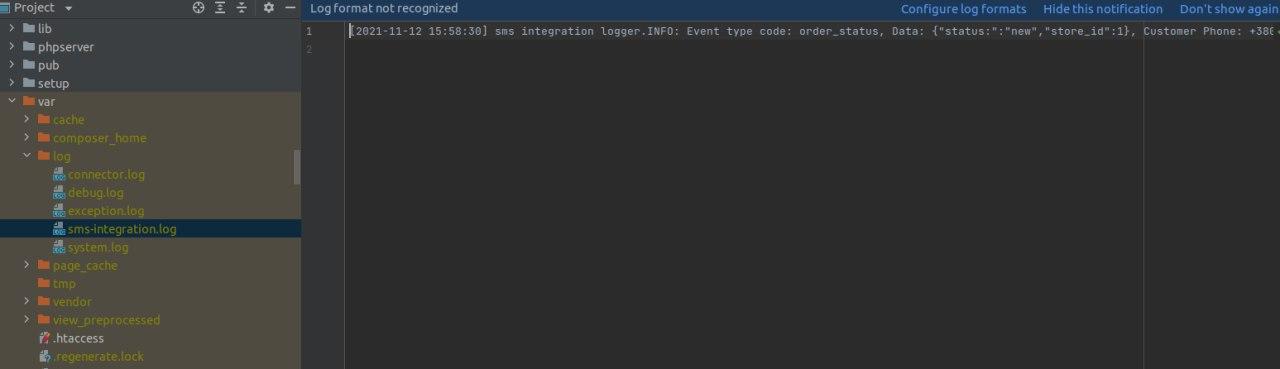 Project
lib
phpserver
pub
setup
var
cache
composer_home
log
connector.log
debug.log
exception.log
sms-integration.log
system.log
page_cache
tmp
vendor
view_preprocessed
.htaccess
.regenerate.lock
Log format not recognized Configure log formats Hide this notification Don't show again
1 [2021-11-12 15:58:30] sms integration logger.INFO: Event type code: order_status, Data: {"status:":"new","store_id":1}, Customer Phone: +380
2